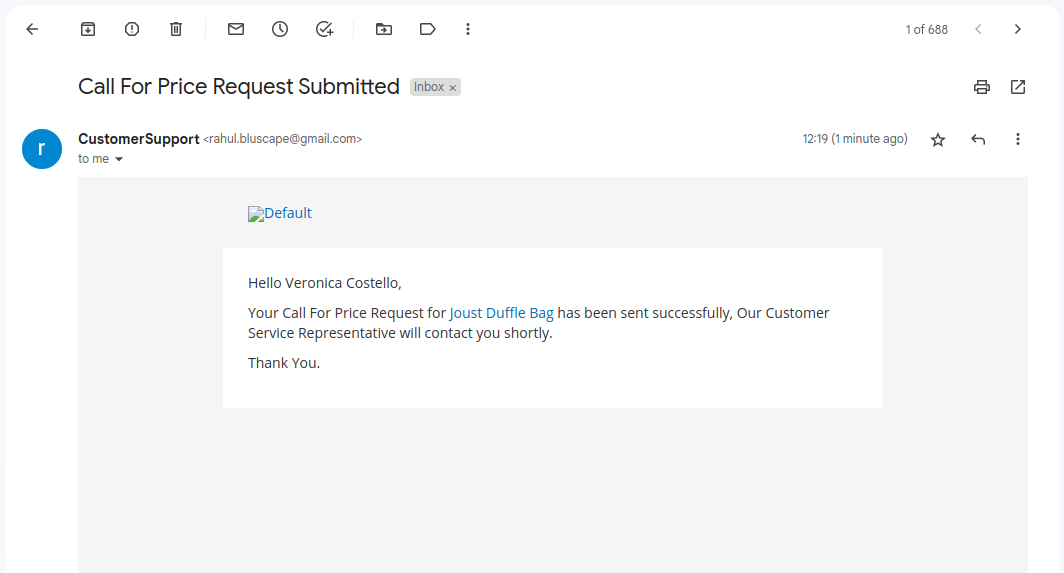 1 of 688
Call For Price Request Submitted Inbox ×
r
CustomerSupport <rahul.bluscape@gmail.com> 12:19 (1 minute ago)
to me
Default
Hello Veronica Costello,
Your Call For Price Request for Joust Duffle Bag has been sent successfully, Our Customer
Service Representative will contact you shortly.
Thank You.